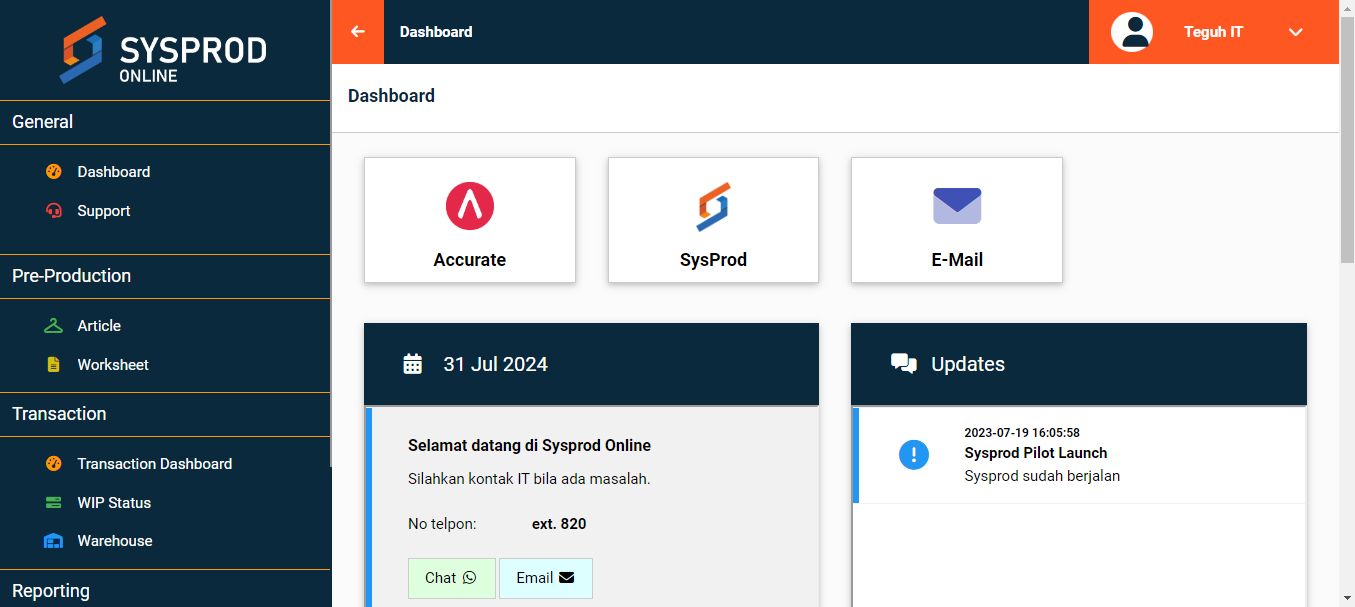 SYSPROD
ONLINE
General
Dashboard
Support
Pre-Production
Article
Worksheet
Transaction
Transaction Dashboard
WIP Status
Warehouse
Reporting
Dashboard
Teguh IT
Dashboard
Accurate
SysProd
E-Mail
31 Jul 2024
Selamat datang di Sysprod Online
Silahkan kontak IT bila ada masalah.
No telpon: ext. 820
Chat
Email
Updates
2023-07-19 16:05:58
Sysprod Pilot Launch
Sysprod sudah berjalan